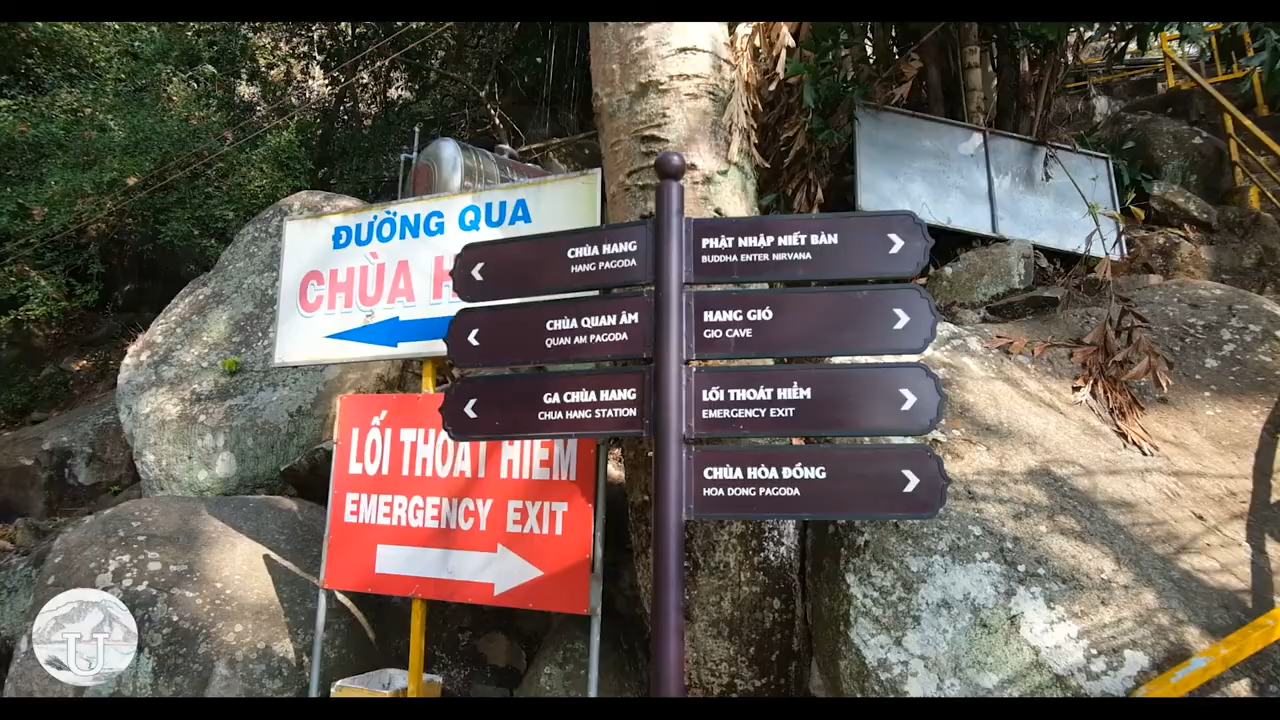 ĐƯỜNG QUA
CHÙA
LỐI THOÁT HIỂM
EMERGENCY EXIT
CHÙA HANG
HANG PAGODA
CHÙA QUAN ÂM
QUAN AM PAGODA
GA CHÙA HANG
CHUA HANG STATION
PHẬT NHẬP NIẾT BÀN
BUDDHA ENTER NIRVANA
HANG GIÓ
GIO CAVE
LỐI THOÁT HIỂM
EMERGENCY EXIT
CHÙA HÒA ĐỒNG
HOA DONG PAGODA
U